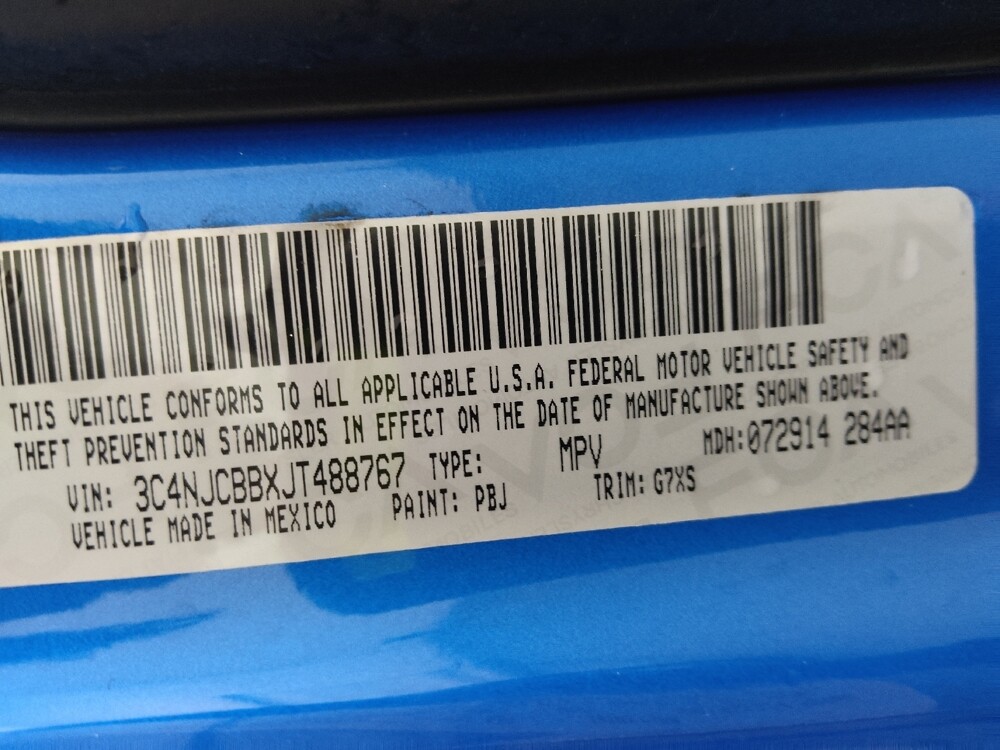 THIS VEHICLE CONFORMS TO ALL APPLICABLE U.S.A. FEDERAL MOTOR VEHICLE SAFETY AND
THEFT PREVENTION STANDARDS IN EFFECT ON THE DATE OF MANUFACTURE SHOWN ABOVE.
VIN: 3C4NJCBBXJT488767 TYPE: MPV MDH:072914 284AA
VEHICLE MADE IN MEXICO PAINT: PBJ TRIM: G7XS